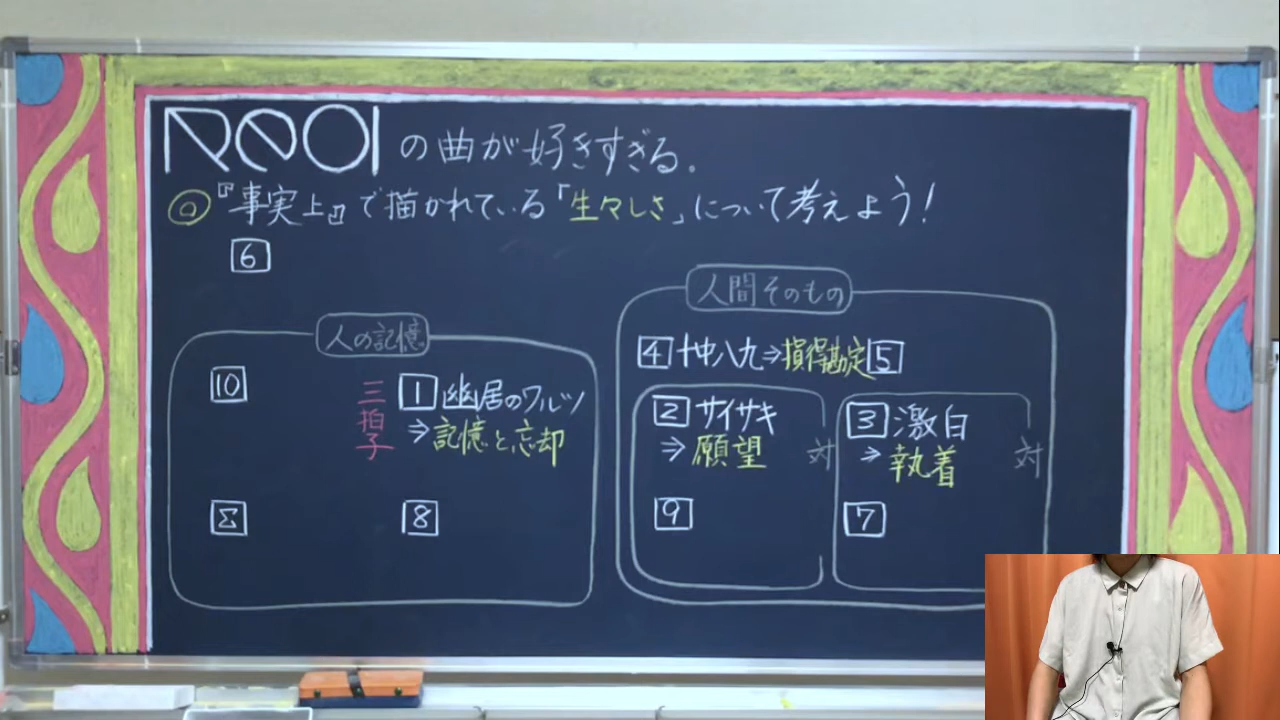 Reolの曲が好きすぎる.
◎『事実上』で描かれている「生々しさ」について考えよう!
6
人間そのもの
人の記憶
4 十中八九⇒損得勘定 5
10
三拍子
1 幽居のワルツ
⇒記憶と忘却
2 サイサキ
⇒願望
対
3 激白
⇒執着
対
Σ
8
9
7